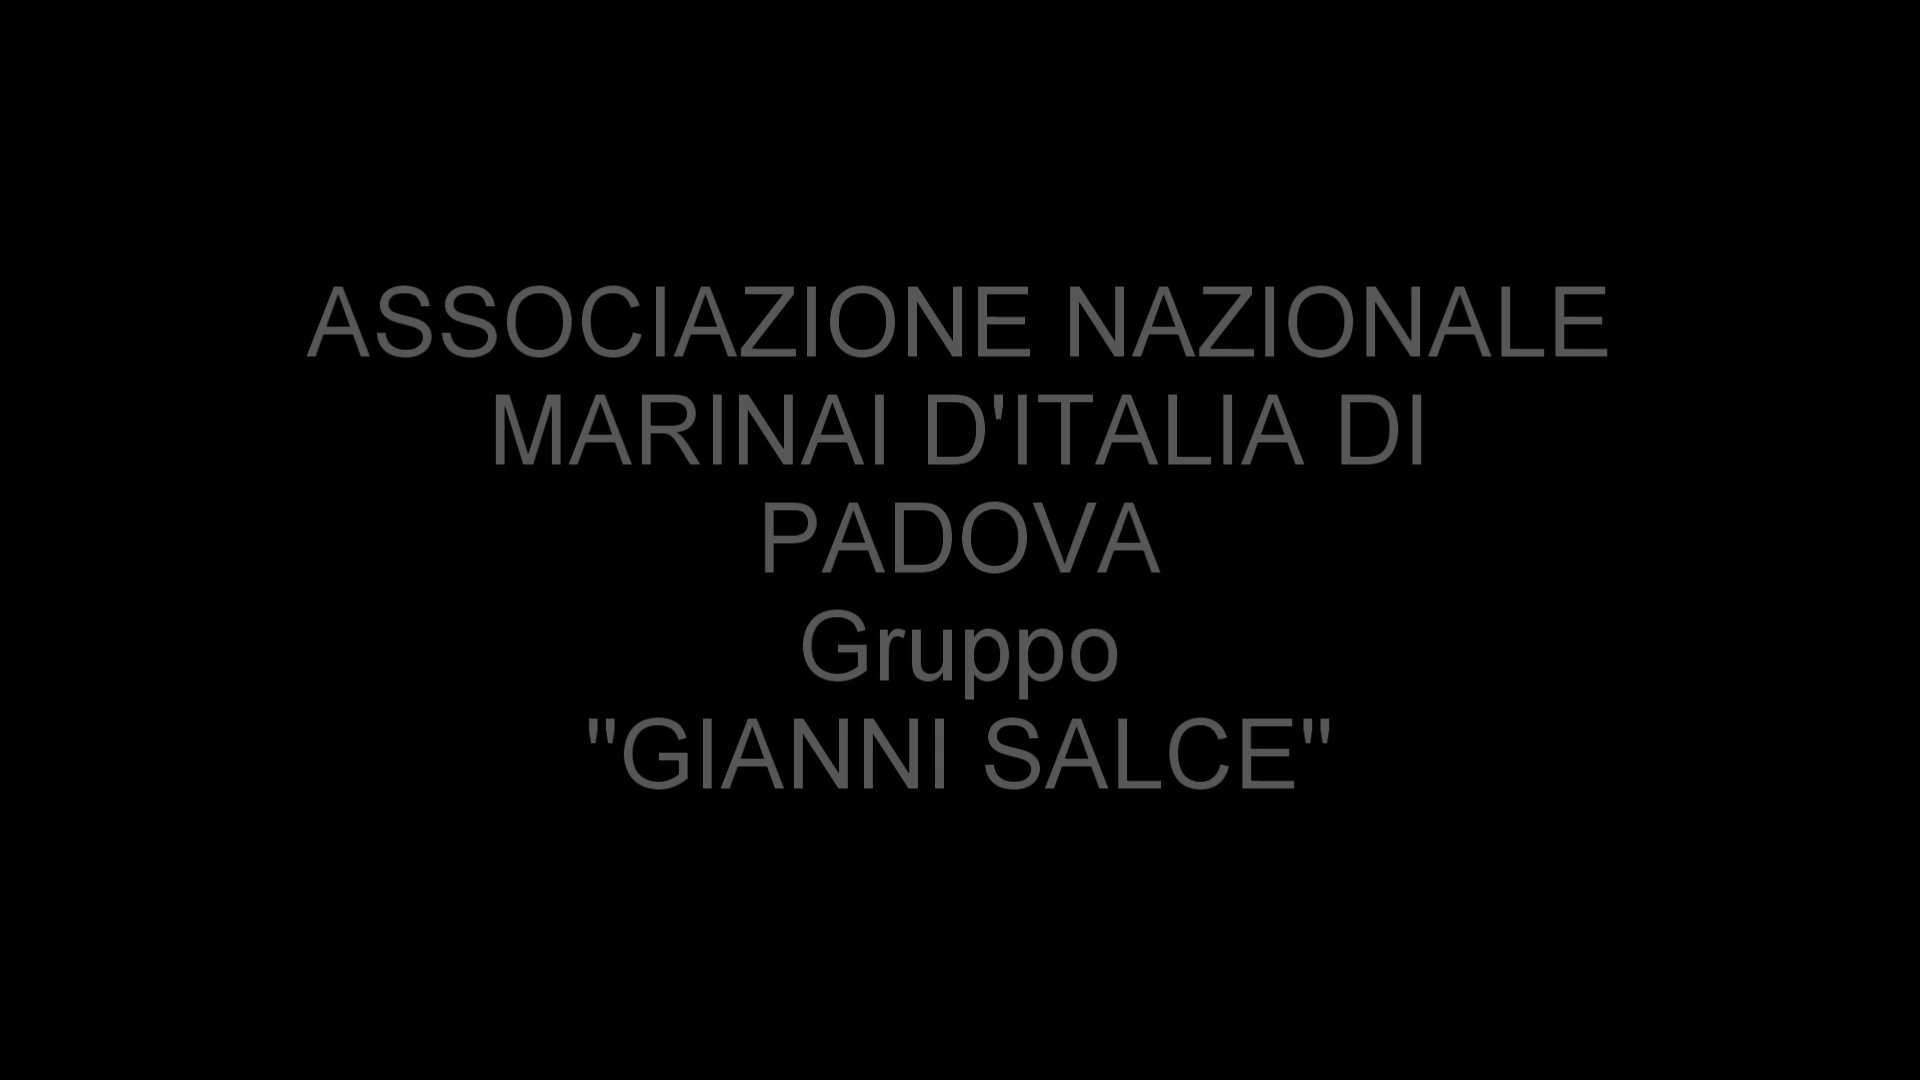 ASSOCIAZIONE NAZIONALE
MARINAI D'ITALIA DI
PADOVA
Gruppo
"GIANNI SALCE"